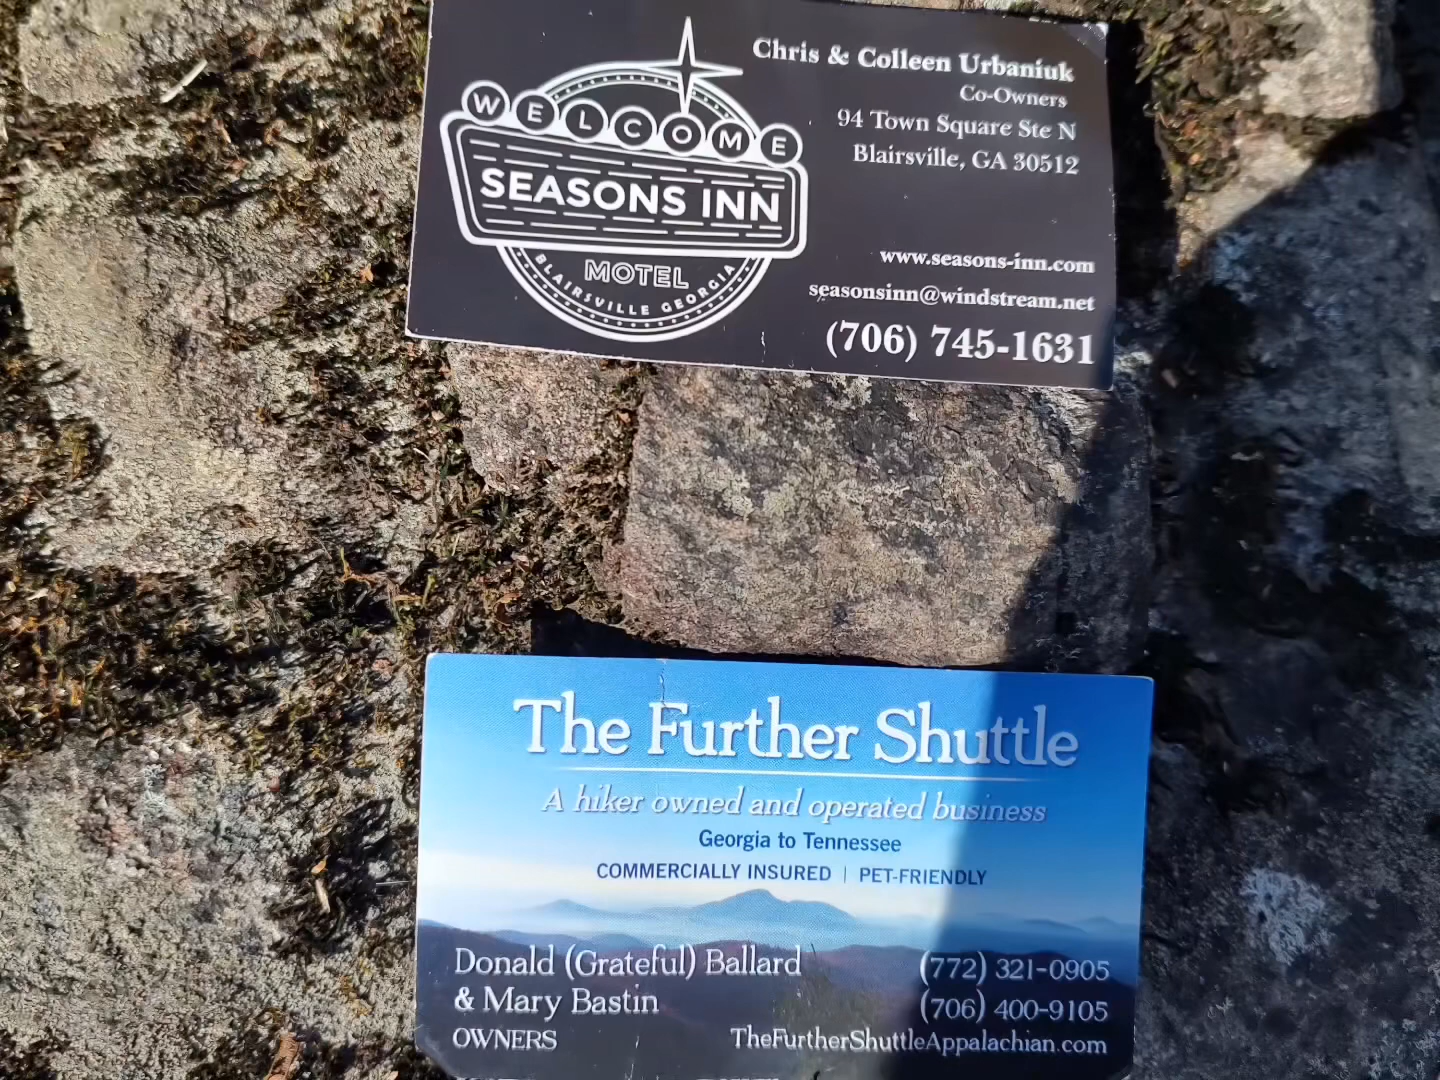 Chris & Colleen Urbaniuk
Co-Owners
94 Town Square Ste N
Blairsville, GA 30512
WELCOME
SEASONS INN
MOTEL
BLAIRSVILLE GEORGIA
www.seasons-inn.com
seasonsinn@windstream.net
(706) 745-1631
The Further Shuttle
A hiker owned and operated business
Georgia to Tennessee
COMMERCIALLY INSURED | PET-FRIENDLY
Donald (Grateful) Ballard (772) 321-0905
& Mary Bastin (706) 400-9105
OWNERS TheFurtherShuttleAppalachian.com